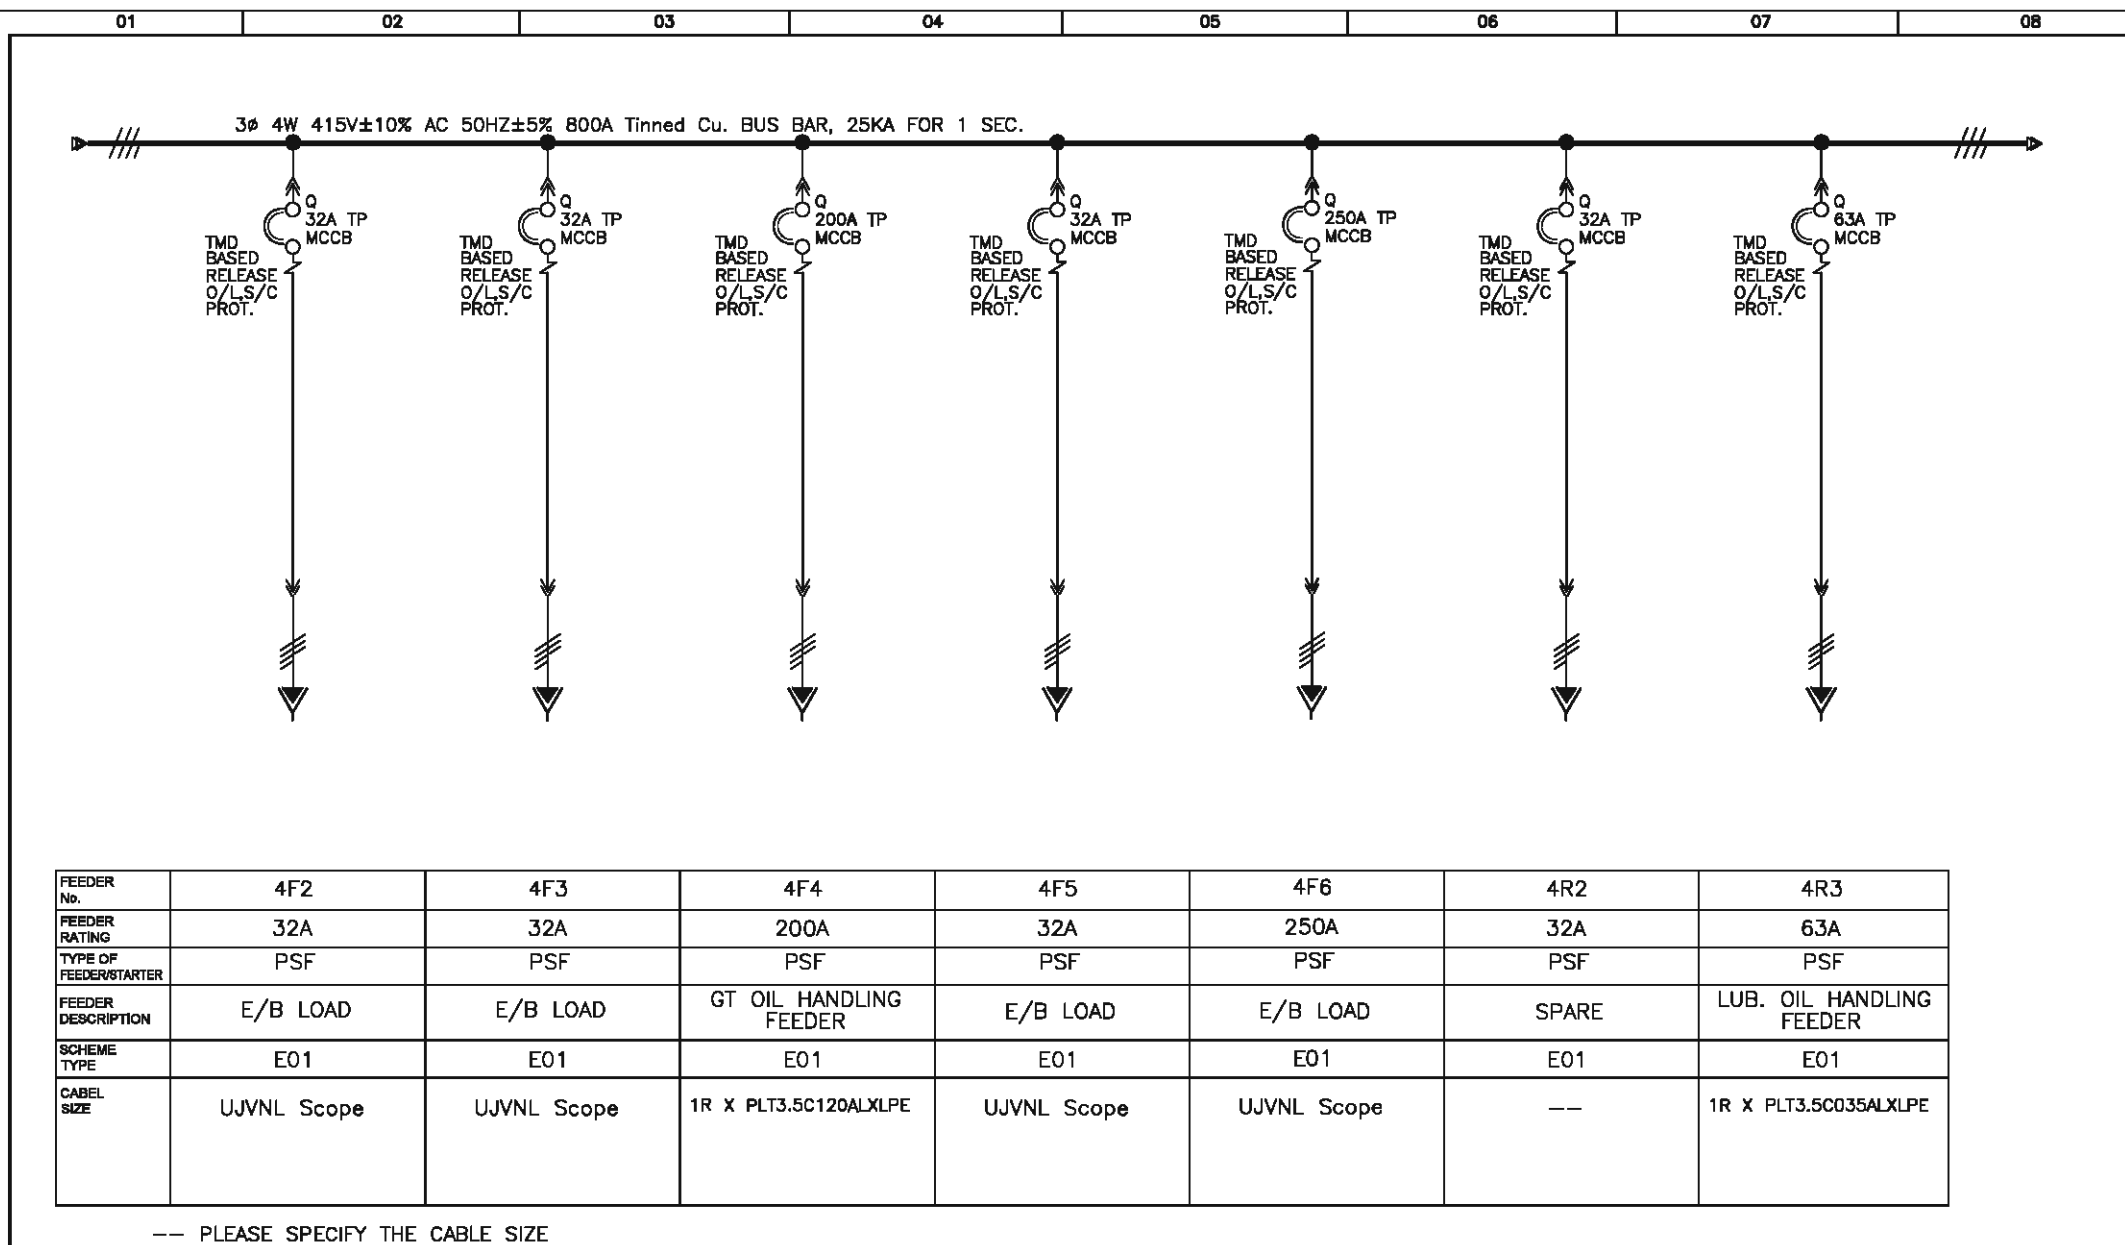 01 02 03 04 05 06 07 08
3ø 4W 415V±10% AC 50HZ±5% 800A Tinned Cu. BUS BAR, 25KA FOR 1 SEC.
Q
32A TP
MCCB
TMD
BASED
RELEASE
O/L,S/C
PROT.
Q
32A TP
MCCB
TMD
BASED
RELEASE
O/L,S/C
PROT.
Q
200A TP
MCCB
TMD
BASED
RELEASE
O/L,S/C
PROT.
Q
32A TP
MCCB
TMD
BASED
RELEASE
O/L,S/C
PROT.
Q
250A TP
MCCB
TMD
BASED
RELEASE
O/L,S/C
PROT.
Q
32A TP
MCCB
TMD
BASED
RELEASE
O/L,S/C
PROT.
Q
63A TP
MCCB
TMD
BASED
RELEASE
O/L,S/C
PROT.
FEEDER
No.
4F2 4F3 4F4 4F5 4F6 4R2 4R3
FEEDER
RATING
32A 32A 200A 32A 250A 32A 63A
TYPE OF
FEEDER/STARTER
PSF PSF PSF PSF PSF PSF PSF
FEEDER
DESCRIPTION
E/B LOAD
E/B LOAD
GT OIL HANDLING
FEEDER
E/B LOAD
E/B LOAD
SPARE
LUB. OIL HANDLING
FEEDER
SCHEME
TYPE
E01 E01 E01 E01 E01 E01 E01
CABEL
SIZE
UJVNL Scope UJVNL Scope 1R X PLT3.5C120ALXLPE UJVNL Scope UJVNL Scope -- 1R X PLT3.5C035ALXLPE
-- PLEASE SPECIFY THE CABLE SIZE